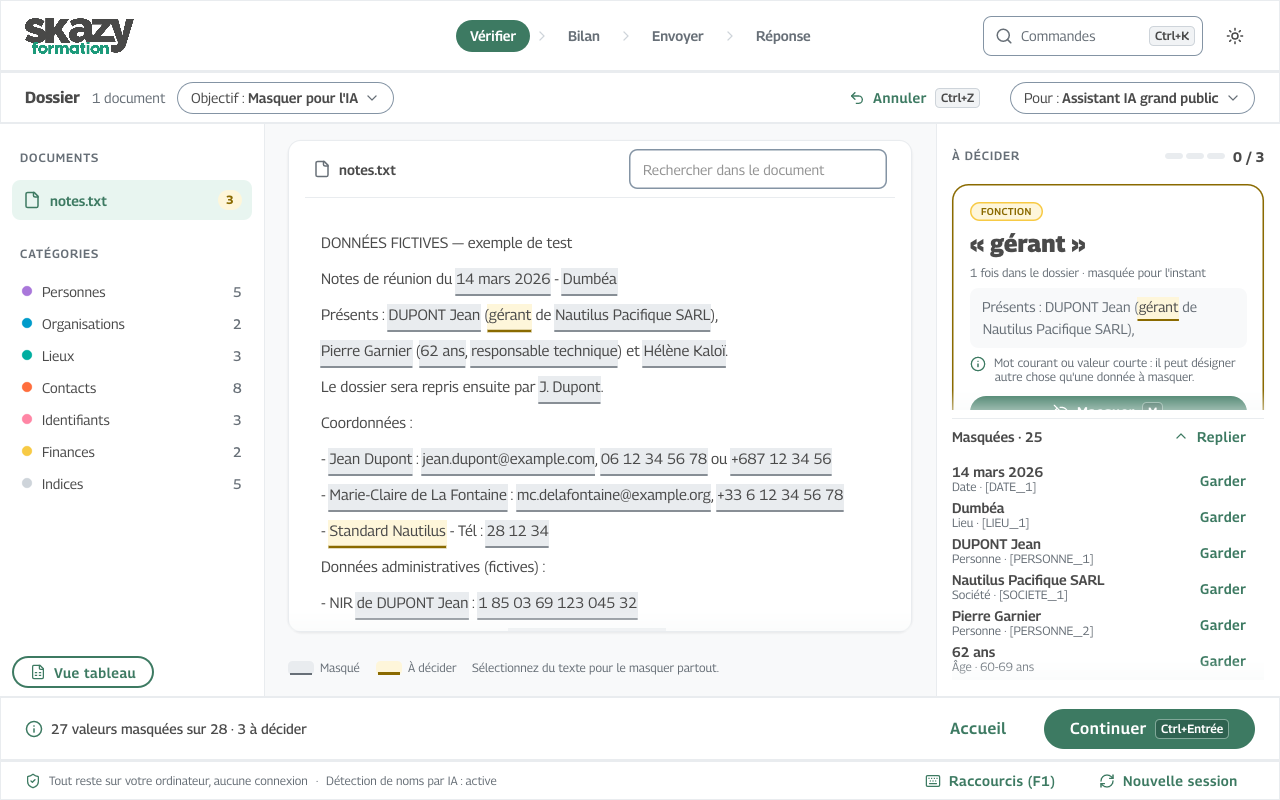 skazy
formation
Vérifier
Bilan
Envoyer
Réponse
Commandes Ctrl+K
Dossier 1 document
Objectif : Masquer pour l'IA
Annuler Ctrl+Z
Pour : Assistant IA grand public
DOCUMENTS
notes.txt 3
CATÉGORIES
Personnes 5
Organisations 2
Lieux 3
Contacts 8
Identifiants 3
Finances 2
Indices 5
Vue tableau
notes.txt
Rechercher dans le document
DONNÉES FICTIVES — exemple de test
Notes de réunion du 14 mars 2026 - Dumbéa
Présents : DUPONT Jean (gérant de Nautilus Pacifique SARL),
Pierre Garnier (62 ans, responsable technique) et Hélène Kaloï.
Le dossier sera repris ensuite par J. Dupont.
Coordonnées :
- Jean Dupont : jean.dupont@example.com, 06 12 34 56 78 ou +687 12 34 56
- Marie-Claire de La Fontaine : mc.delafontaine@example.org, +33 6 12 34 56 78
- Standard Nautilus - Tél : 28 12 34
Données administratives (fictives) :
- NIR de DUPONT Jean : 1 85 03 69 123 045 32
Masqué
À décider
Sélectionnez du texte pour le masquer partout.
À DÉCIDER 0 / 3
FONCTION
« gérant »
1 fois dans le dossier · masquée pour l'instant
Présents : DUPONT Jean (gérant de
Nautilus Pacifique SARL),
Mot courant ou valeur courte : il peut désigner
autre chose qu'une donnée à masquer.
Masquer M
Masquées · 25
Replier
14 mars 2026
Date · [DATE_1]
Garder
Dumbéa
Lieu · [LIEU_1]
Garder
DUPONT Jean
Personne · [PERSONNE_1]
Garder
Nautilus Pacifique SARL
Société · [SOCIETE_1]
Garder
Pierre Garnier
Personne · [PERSONNE_2]
Garder
62 ans
Âge · 60-69 ans
Garder
27 valeurs masquées sur 28 · 3 à décider
Accueil
Continuer Ctrl+Entrée
Tout reste sur votre ordinateur, aucune connexion · Détection de noms par IA : active
Raccourcis (F1)
Nouvelle session